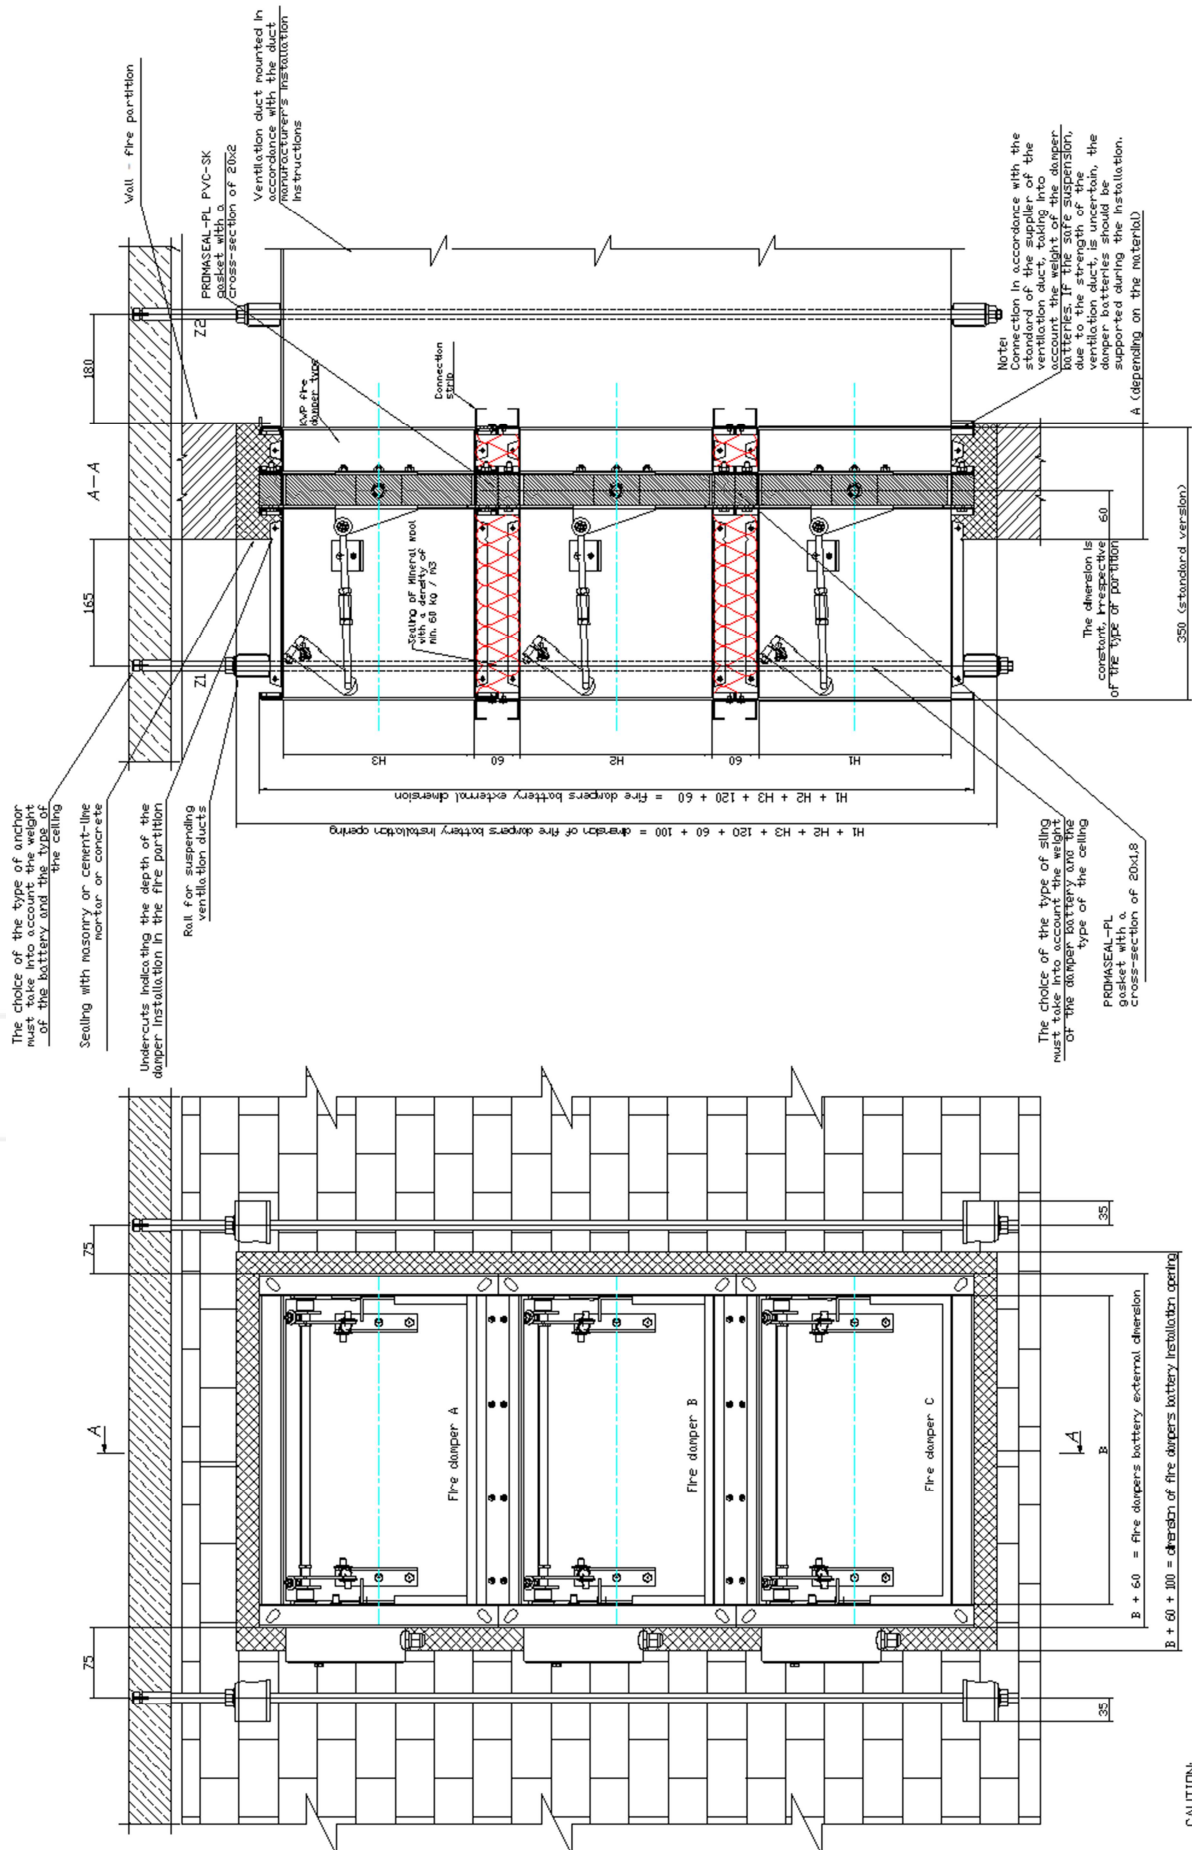 The choice of the type of anchor
must take into account the weight
of the battery and the type of
the ceiling
Sealing with masonry or cement-lime
mortar or concrete
Undercuts indicating the depth of the
damper installation in the fire partition
Rail for suspending
ventilation ducts
A-A
165
180
Z1
Z2
Wall - fire partition
PROMASEAL-PL PVC-SK
gasket with a
cross-section of 20x2
Ventilation duct mounted in
accordance with the duct
manufacturer's installation
instructions
KWP fire
damper type
Connection
strip
Sealing of Mineral wool
with a density of
min. 60 kg / m3
H3
60
H2
60
H1
H1 + H2 + H3 + 120 + 60 = fire dampers battery external dimension
H1 + H2 + H3 + 120 + 60 + 100 = dimension of fire dampers battery installation opening
Note:
Connection in accordance with the
standard of the supplier of the
ventilation duct, taking into
account the weight of the damper
batteries. If the safe suspension,
due to the strength of the
ventilation duct, is uncertain, the
damper batteries should be
supported during the installation.
A (depending on the material)
The dimension is
constant, irrespective
of the type of partition
60
350 (standard version)
The choice of the type of sling
must take into account the weight
of the damper battery and the
type of the ceiling
PROMASEAL-PL
gasket with a
cross-section of 20x1,8
75
75
A
Fire damper A
Fire damper B
Fire damper C
A
35
35
B
B + 60 = fire dampers battery external dimension
B + 60 + 100 = dimension of fire dampers battery installation opening